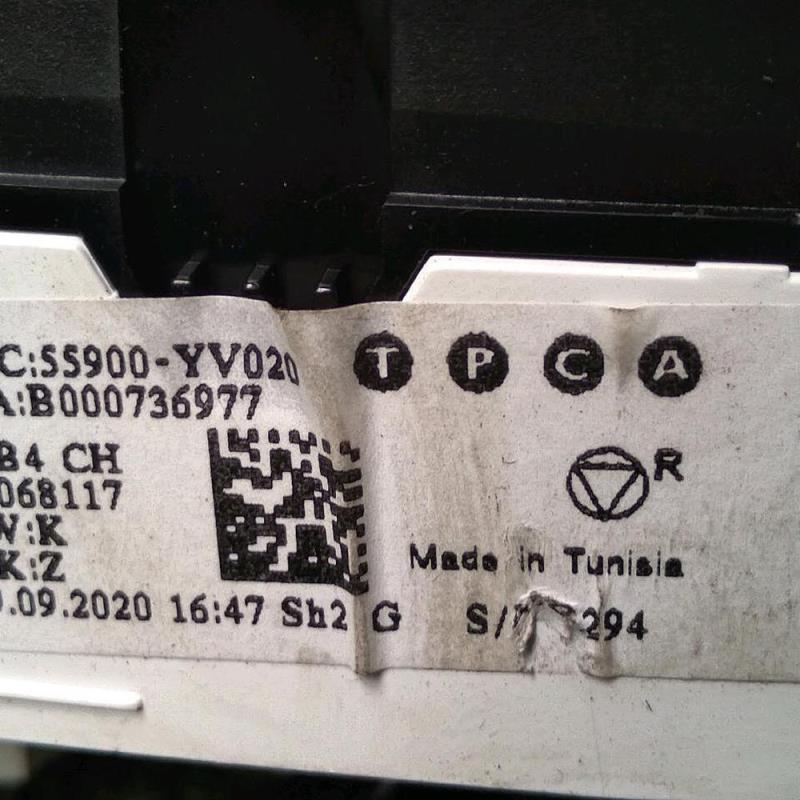 C:55900-YV020
T P C A
A:B000736977
B4 CH
068117
R
W:K
K:Z
Made in Tunisia
.09.2020 16:47 Sh2 G
294